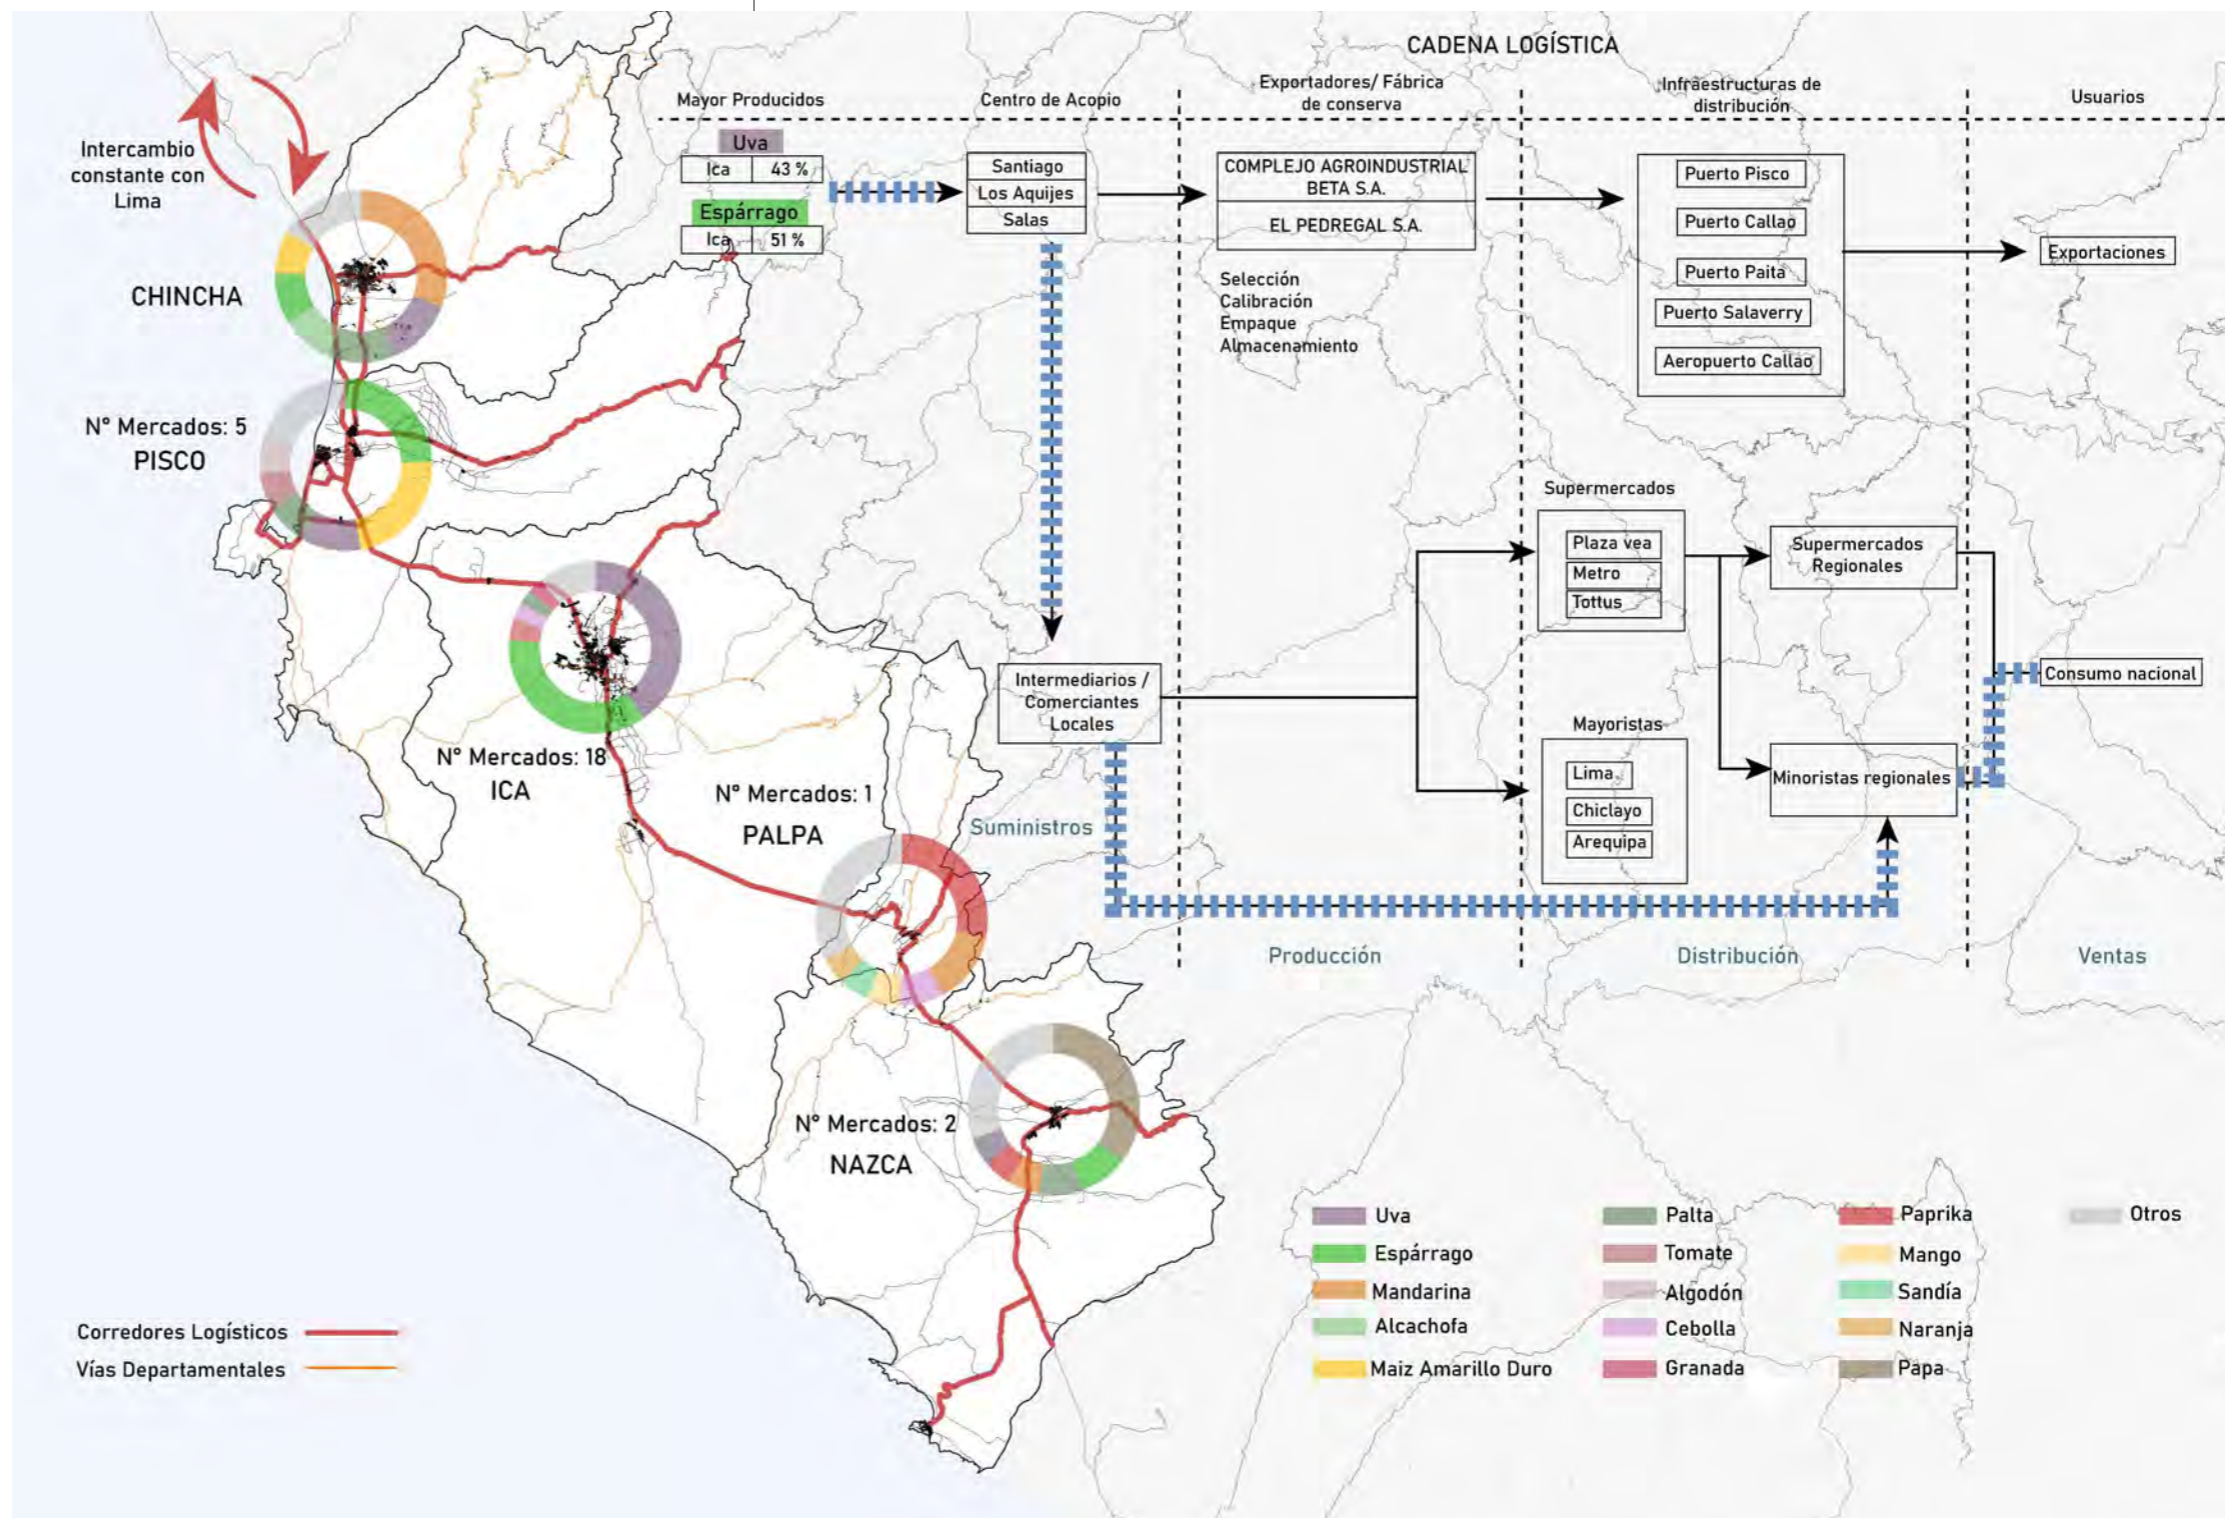 CADENA LOGÍSTICA
Mayor Producidos
Centro de Acopio
Exportadores/ Fábrica
de conserva
Infraestructuras de
distribución
Usuarios
Uva
Ica 43 %
Espárrago
Ica 51 %
Santiago
Los Aquijes
Salas
COMPLEJO AGROINDUSTRIAL
BETA S.A.
EL PEDREGAL S.A.
Selección
Calibración
Empaque
Almacenamiento
Puerto Pisco
Puerto Callao
Puerto Paita
Puerto Salaverry
Aeropuerto Callao
Exportaciones
Intermediarios /
Comerciantes
Locales
Supermercados
Plaza vea
Metro
Tottus
Mayoristas
Lima
Chiclayo
Arequipa
Supermercados
Regionales
Minoristas regionales
Consumo nacional
Suministros
Producción
Distribución
Ventas
Intercambio
constante con
Lima
CHINCHA
N° Mercados: 5
PISCO
N° Mercados: 18
ICA
N° Mercados: 1
PALPA
N° Mercados: 2
NAZCA
Corredores Logísticos
Vías Departamentales
Uva
Espárrago
Mandarina
Alcachofa
Maiz Amarillo Duro
Palta
Tomate
Algodón
Cebolla
Granada
Paprika
Mango
Sandía
Naranja
Papa
Otros